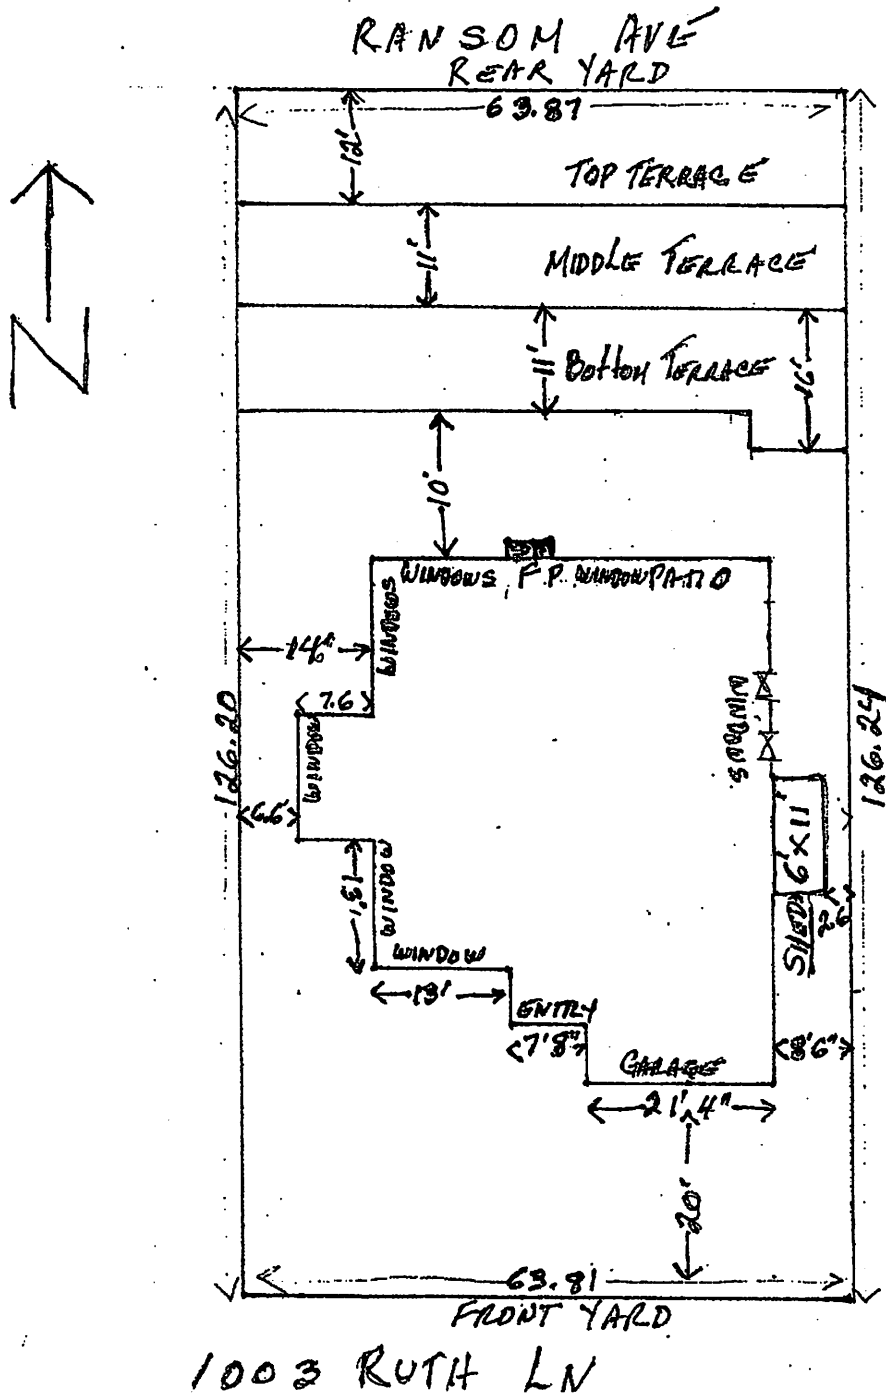 RANSOM AVE
REAR YARD
63.87
12'
TOP TERRACE
11'
MIDDLE TERRACE
11'
Bottom TERRACE
16'
10'
N
WINDOWS F.P. WINDOW PATIO
WINDOWS
14'
7.6
WINDOW
WINDOWS
126.20
126.24
6.6'
6' X 11'
SHED
2.6
WINDOW
13'
WINDOW
13'
ENTRY
7'8"
GARAGE
8'6"
21' 4"
20'
63.81
FRONT YARD
1003 RUTH LN